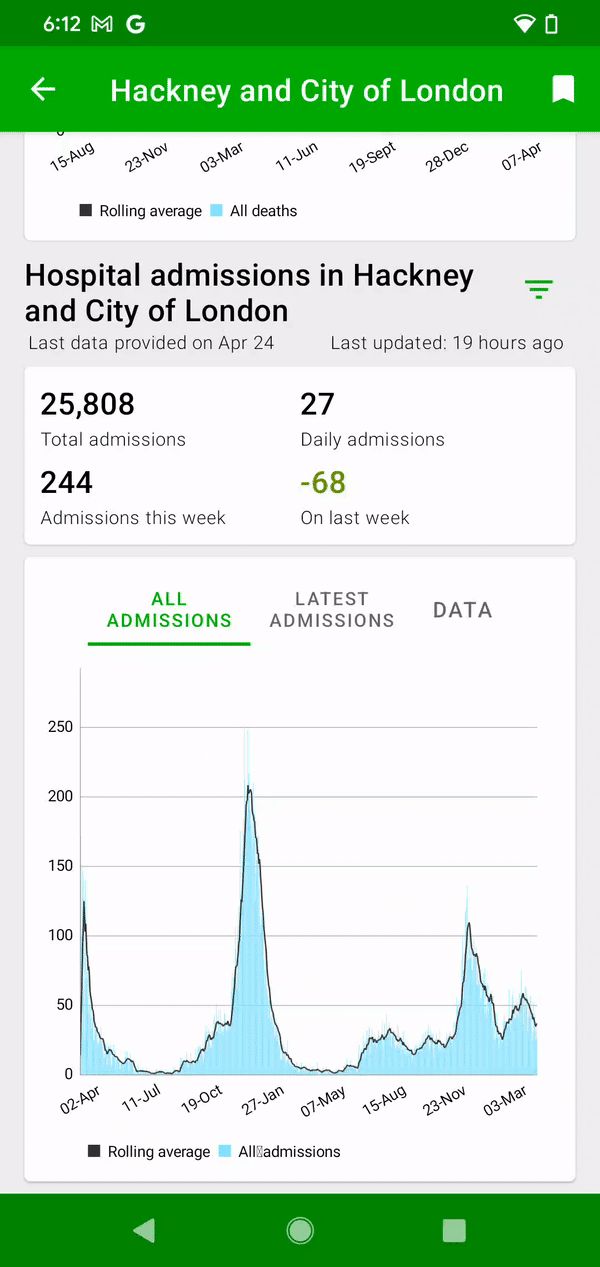 6:12
Hackney and City of London
15-Aug 23-Nov 03-Mar 11-Jun 19-Sept 28-Dec 07-Apr
Rolling average All deaths
Hospital admissions in Hackney
and City of London
Last data provided on Apr 24 Last updated: 19 hours ago
25,808 27
Total admissions Daily admissions
244 -68
Admissions this week On last week
ALL
ADMISSIONS
LATEST
ADMISSIONS
DATA
250
200
150
100
50
0
02-Apr 11-Jul 19-Oct 27-Jan 07-May 15-Aug 23-Nov 03-Mar
Rolling average All admissions